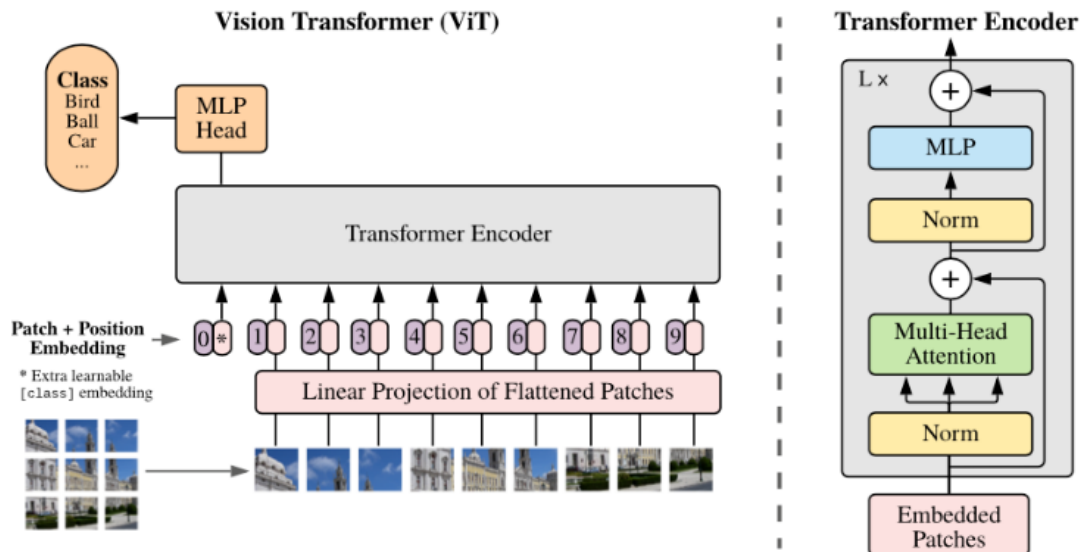 Vision Transformer (ViT)
Class
Bird
Ball
Car
...
MLP
Head
Transformer Encoder
Patch + Position
Embedding
0 * 1 2 3 4 5 6 7 8 9
* Extra learnable
[class] embedding
Linear Projection of Flattened Patches
Transformer Encoder
L ×
+
MLP
Norm
+
Multi-Head
Attention
Norm
Embedded
Patches